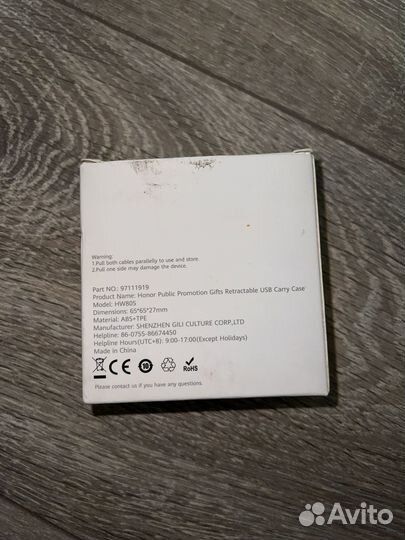 Warning:
1.Pull both cables parallelly to use and store.
2.Pull one side may damage the device.
Part NO.: 97111919
Product Name: Honor Public Promotion Gifts Retractable USB Carry Case
Model: HW805
Dimensions: 65*65*27mm
Material: ABS+TPE
Manufacturer: SHENZHEN GILI CULTURE CORP,.LTD
Helpline: 86-0755-86674450
Helpline Hours(UTC+8): 9:00-17:00(Except Holidays)
Made in China
CE 10 RoHS
Please contact us if you have any questions.
Avito